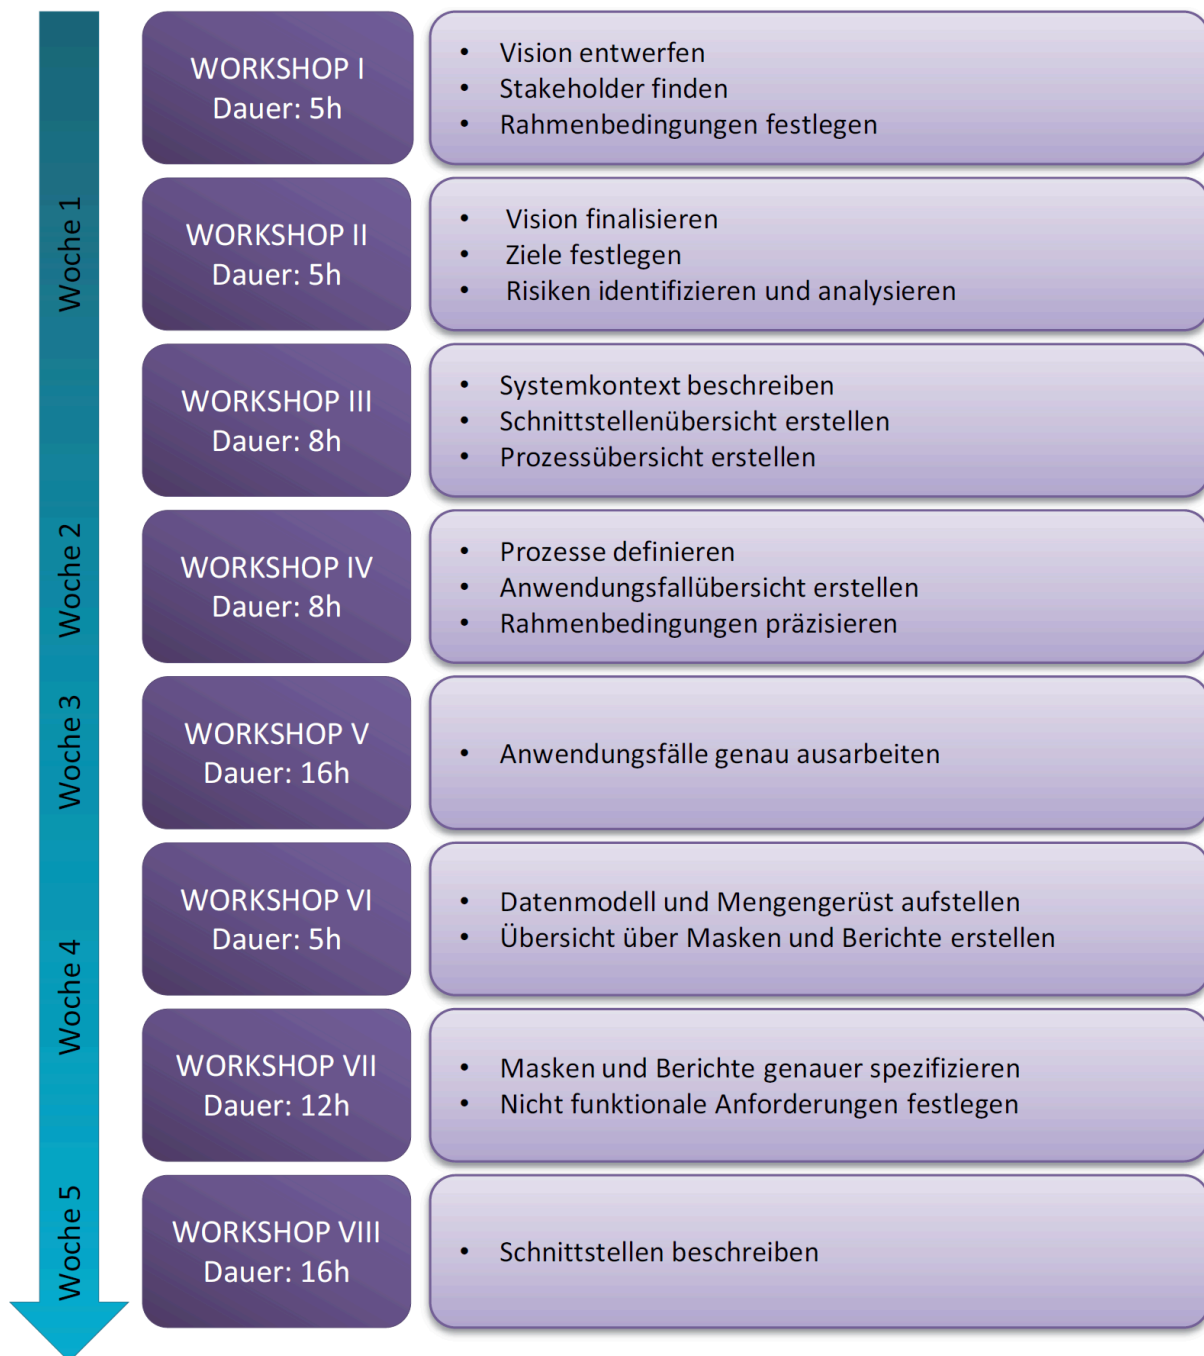 Woche 1
WORKSHOP I
Dauer: 5h
• Vision entwerfen
• Stakeholder finden
• Rahmenbedingungen festlegen
WORKSHOP II
Dauer: 5h
• Vision finalisieren
• Ziele festlegen
• Risiken identifizieren und analysieren
Woche 2
WORKSHOP III
Dauer: 8h
• Systemkontext beschreiben
• Schnittstellenübersicht erstellen
• Prozessübersicht erstellen
WORKSHOP IV
Dauer: 8h
• Prozesse definieren
• Anwendungsfallübersicht erstellen
• Rahmenbedingungen präzisieren
Woche 3
WORKSHOP V
Dauer: 16h
• Anwendungsfälle genau ausarbeiten
Woche 4
WORKSHOP VI
Dauer: 5h
• Datenmodell und Mengengerüst aufstellen
• Übersicht über Masken und Berichte erstellen
WORKSHOP VII
Dauer: 12h
• Masken und Berichte genauer spezifizieren
• Nicht funktionale Anforderungen festlegen
Woche 5
WORKSHOP VIII
Dauer: 16h
• Schnittstellen beschreiben